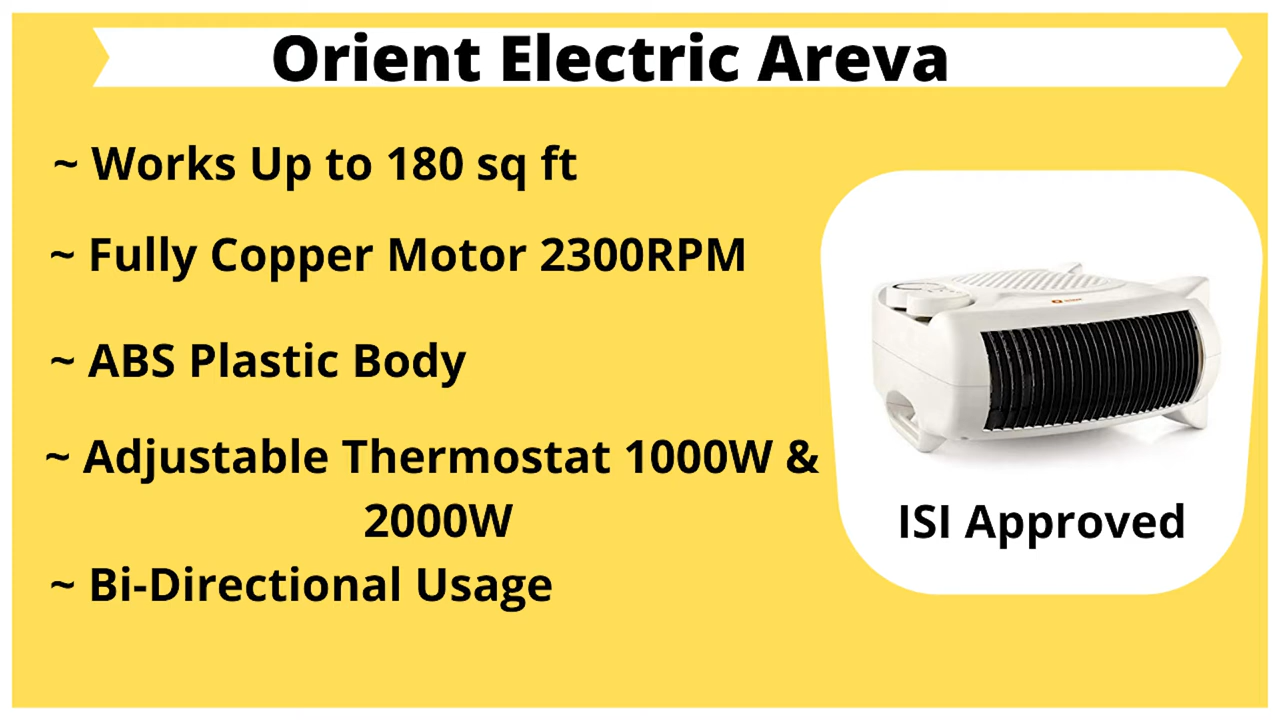 Orient Electric Areva
~ Works Up to 180 sq ft
~ Fully Copper Motor 2300RPM
~ ABS Plastic Body
~ Adjustable Thermostat 1000W &
2000W
~ Bi-Directional Usage
ISI Approved